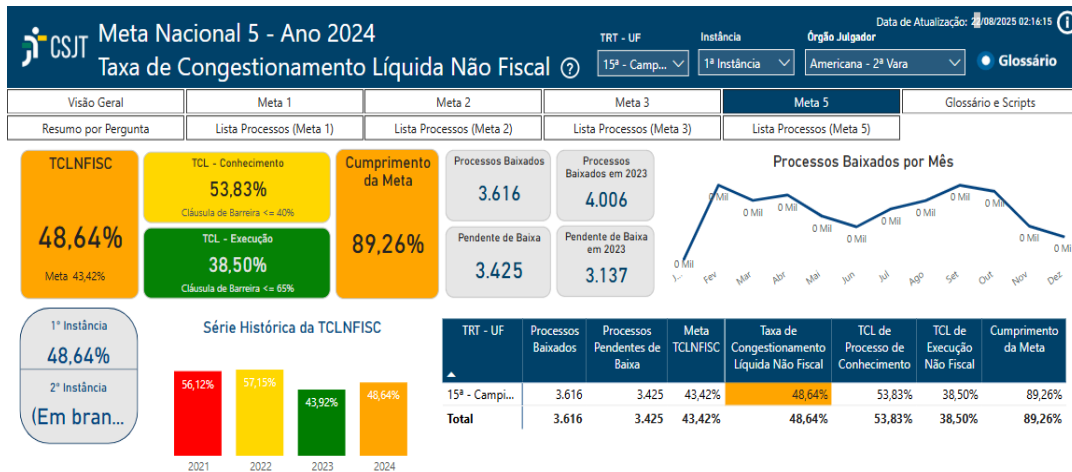 CSJT
Meta Nacional 5 - Ano 2024
Taxa de Congestionamento Líquida Não Fiscal ?
Data de Atualização: 22/08/2025 02:16:15
TRT - UF
15ª - Camp...
Instância
1ª Instância
Órgão Julgador
Americana - 2ª Vara
Glossário
Visão Geral
Meta 1
Meta 2
Meta 3
Meta 5
Glossário e Scripts
Resumo por Pergunta
Lista Processos (Meta 1)
Lista Processos (Meta 2)
Lista Processos (Meta 3)
Lista Processos (Meta 5)
TCLNFISC
48,64%
Meta 43,42%
TCL - Conhecimento
53,83%
Cláusula de Barreira <= 40%
TCL - Execução
38,50%
Cláusula de Barreira <= 65%
Cumprimento
da Meta
89,26%
Processos Baixados
3.616
Processos
Baixados em 2023
4.006
Pendente de Baixa
3.425
Pendente de Baixa
em 2023
3.137
Processos Baixados por Mês
0 Mil
0 Mil
0 Mil
0 Mil
0 Mil
0 Mil
0 Mil
0 Mil
0 Mil
0 Mil
0 Mil
0 Mil
J...
Fev
Mar
Abr
Mai
Jun
Jul
Ago
Set
Out
Nov
Dez
1ª Instância
48,64%
2ª Instância
(Em bran...
Série Histórica da TCLNFISC
56,12%
57,15%
43,92%
48,64%
2021
2022
2023
2024
TRT - UF Processos Baixados Processos Pendentes de Baixa Meta TCLNFISC Taxa de Congestionamento Líquida Não Fiscal TCL de Processo de Conhecimento TCL de Execução Não Fiscal Cumprimento da Meta
15ª - Campi... 3.616 3.425 43,42% 48,64% 53,83% 38,50% 89,26%
Total 3.616 3.425 43,42% 48,64% 53,83% 38,50% 89,26%